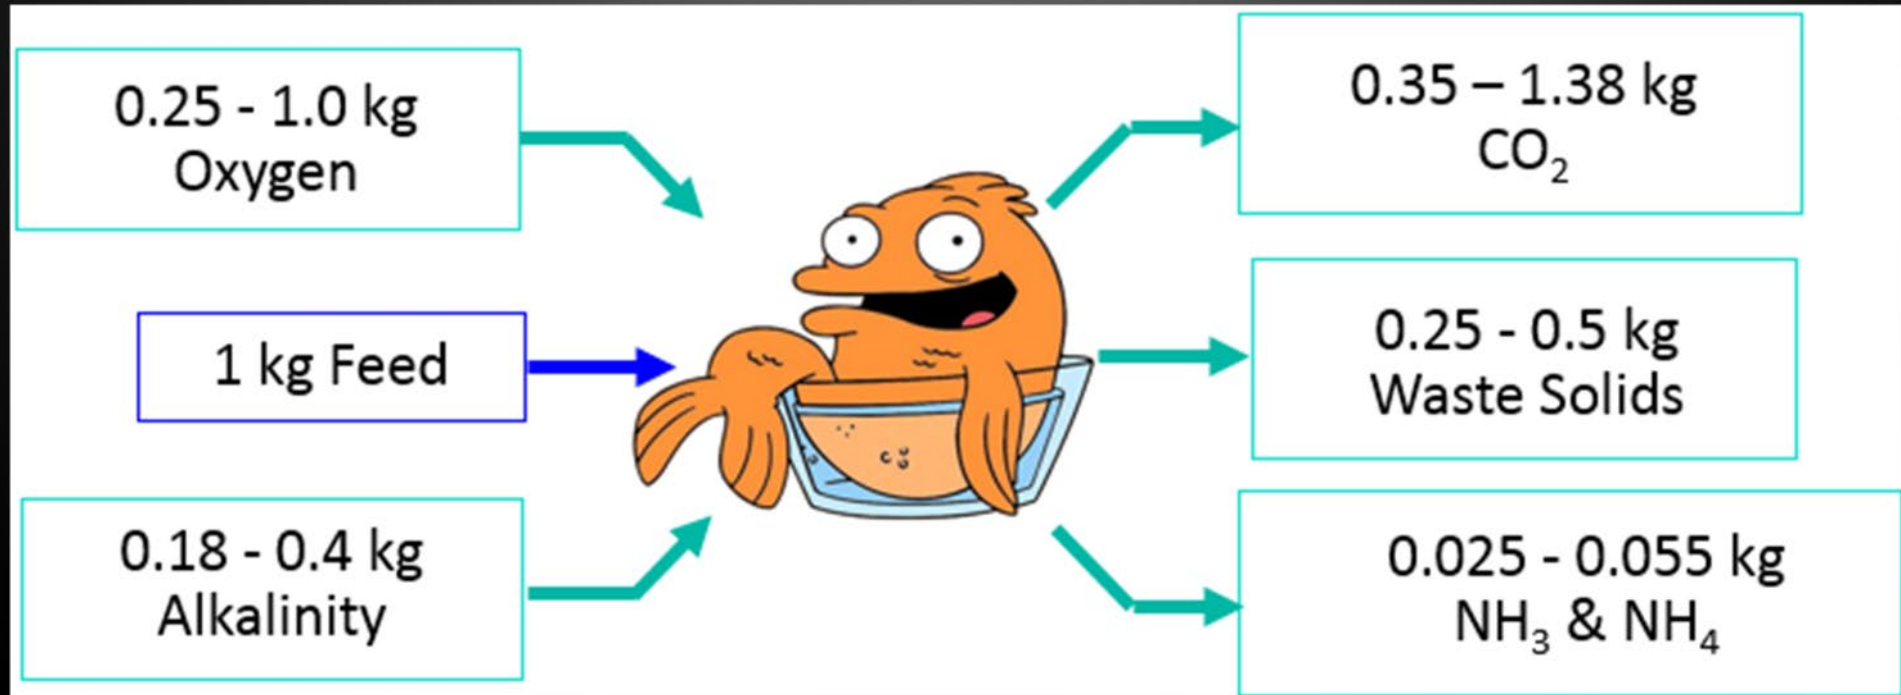 0.25 - 1.0 kg
Oxygen
1 kg Feed
0.18 - 0.4 kg
Alkalinity
0.35 – 1.38 kg
CO₂
0.25 - 0.5 kg
Waste Solids
0.025 - 0.055 kg
NH₃ & NH₄